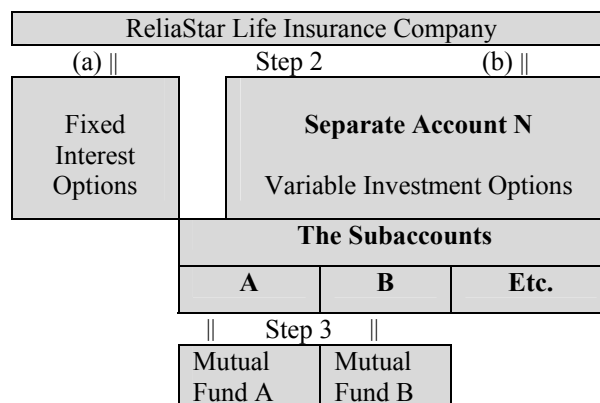 ReliaStar Life Insurance Company
(a) || Step 2 (b) ||
Fixed
Interest
Options
Separate Account N
Variable Investment Options
The Subaccounts
A B Etc.
|| Step 3 ||
Mutual
Fund A
Mutual
Fund B